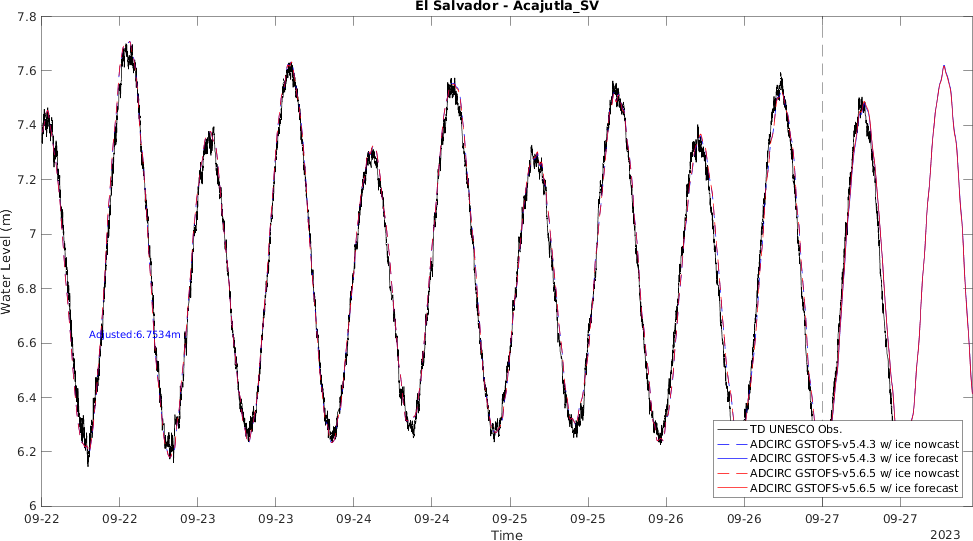 El Salvador - Acajutla_SV
7.8
7.6
7.4
7.2
7
6.8
6.6
6.4
6.2
6
Water Level (m)
Adjusted:6.7534m
TD UNESCO Obs.
ADCIRC GSTOFS-v5.4.3 w/ ice nowcast
ADCIRC GSTOFS-v5.4.3 w/ ice forecast
ADCIRC GSTOFS-v5.6.5 w/ ice nowcast
ADCIRC GSTOFS-v5.6.5 w/ ice forecast
09-22 09-22 09-23 09-23 09-24 09-24 09-25 09-25 09-26 09-26 09-27 09-27
Time
2023